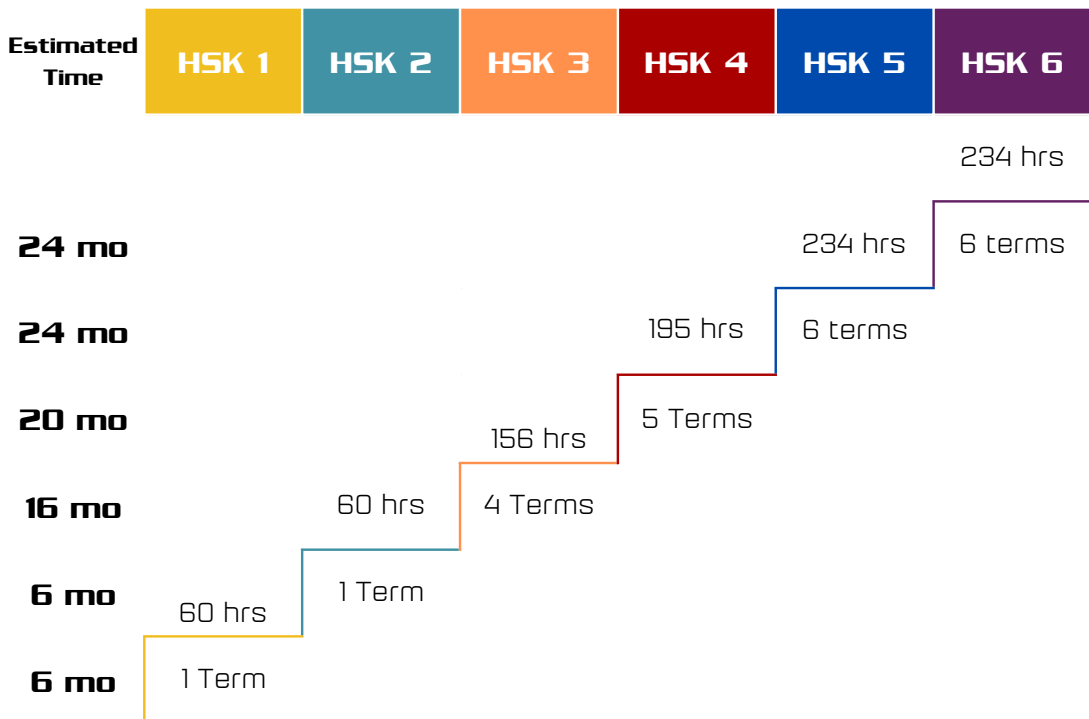 Estimated
Time
HSK 1
HSK 2
HSK 3
HSK 4
HSK 5
HSK 6
234 hrs
24 mo
234 hrs
6 terms
24 mo
195 hrs
6 terms
20 mo
156 hrs
5 Terms
16 mo
60 hrs
4 Terms
6 mo
60 hrs
1 Term
6 mo
1 Term